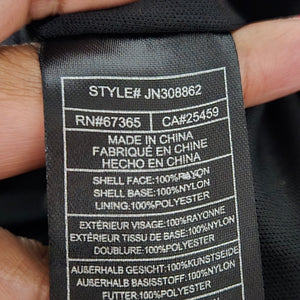 STYLE# JN308862
RN#67365 CA#25459
MADE IN CHINA
FABRIQUÉ EN CHINE
HECHO EN CHINA
SHELL FACE:100%RAYON
SHELL BASE:100%NYLON
LINING:100%POLYESTER
EXTÉRIEUR VISAGE:100%RAYONNE
EXTÉRIEUR TISSU DE BASE:100%NYLON
DOUBLURE:100%POLYESTER
AUßERHALB GESICHT:100%KUNSTSEIDE
AUßERHALB BASISSTOFF:100%NYLON
FUTTER:100%POLYESTER